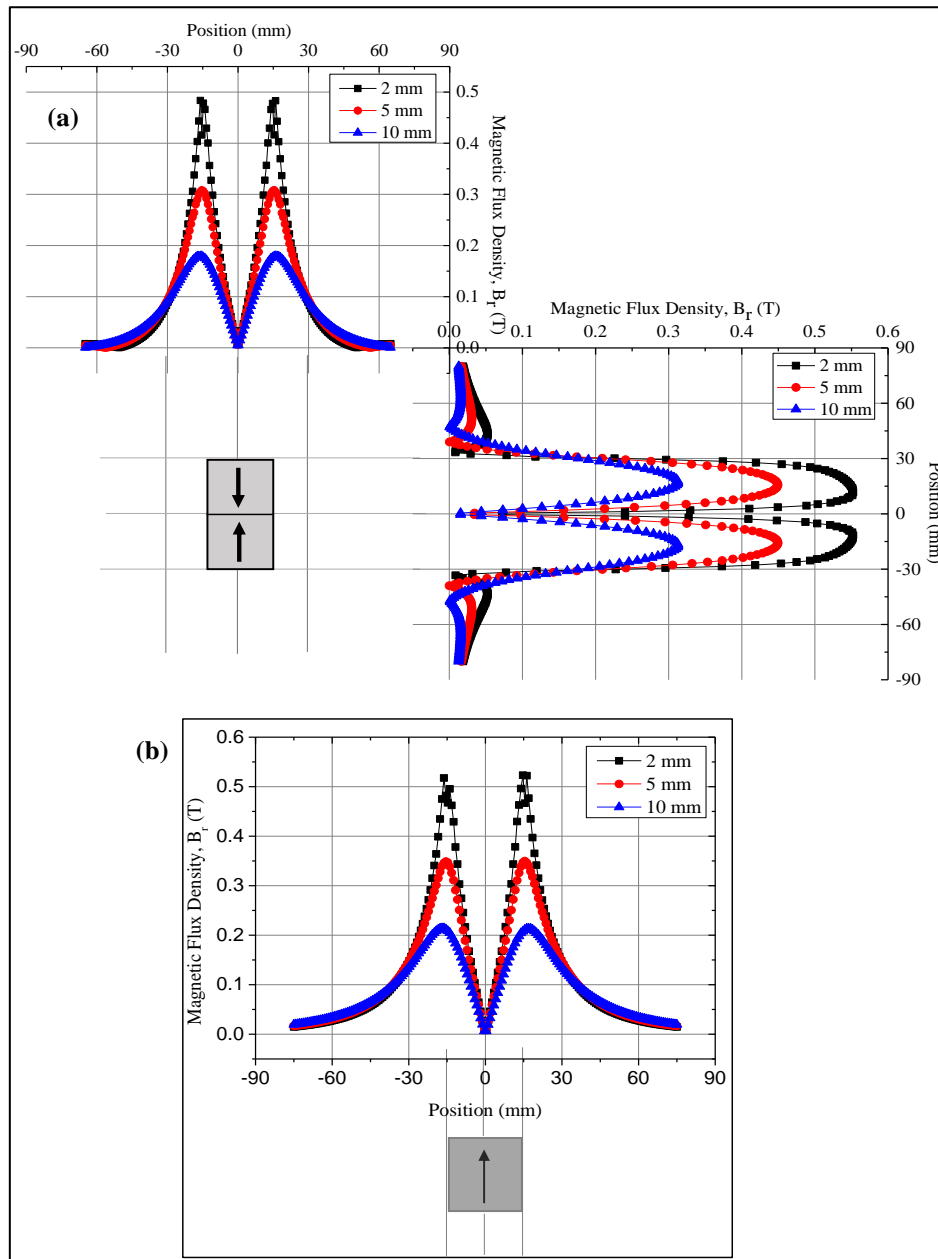 Position (mm)
-90 -60 -30 0 30 60 90
(a)
2 mm
5 mm
10 mm
0.5
0.4
0.3
0.2
0.1
0.0
Magnetic Flux Density, Br (T)
Magnetic Flux Density, Br (T)
0.0 0.1 0.2 0.3 0.4 0.5 0.6
2 mm
5 mm
10 mm
90
60
30
0
-30
-60
-90
Position (mm)
(b)
2 mm
5 mm
10 mm
0.6
0.5
0.4
0.3
0.2
0.1
0.0
Magnetic Flux Density, Br (T)
-90 -60 -30 0 30 60 90
Position (mm)